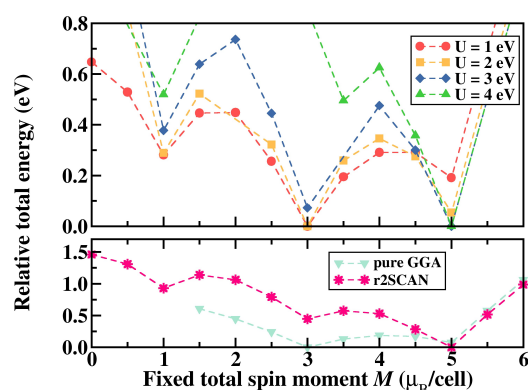 0.8
0.6
0.4
0.2
0.0
U = 1 eV
U = 2 eV
U = 3 eV
U = 4 eV
Relative total energy (eV)
1.5
1.0
0.5
0.0
pure GGA
r2SCAN
0 1 2 3 4 5 6
Fixed total spin moment M (μ_B/cell)